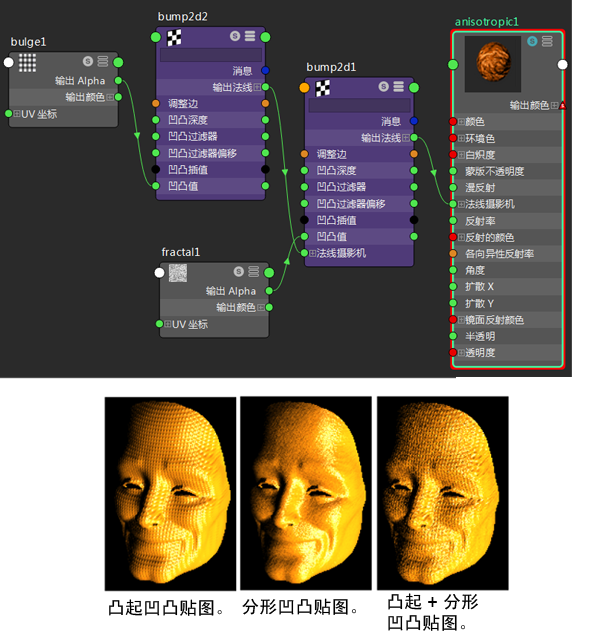 bulge1
输出 Alpha
输出颜色
UV 坐标
bump2d2
消息
输出法线
调整边
凹凸深度
凹凸过滤器
凹凸过滤器偏移
凹凸插值
凹凸值
bump2d1
消息
输出法线
调整边
凹凸深度
凹凸过滤器
凹凸过滤器偏移
凹凸插值
凹凸值
法线摄影机
fractal1
输出 Alpha
输出颜色
UV 坐标
anisotropic1
输出颜色
颜色
环境色
白炽度
蒙版不透明度
漫反射
法线摄影机
反射率
反射的颜色
各向异性反射率
角度
扩散 X
扩散 Y
镜面反射颜色
半透明
透明度
凸起凹凸贴图。
分形凹凸贴图。
凸起 + 分形
凹凸贴图。